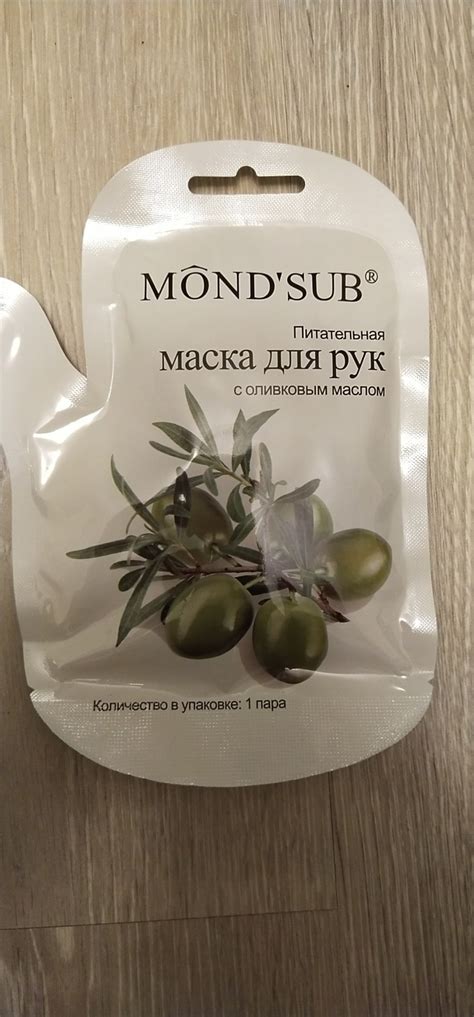 MÔND'SUB®
Питательная
маска для рук
с оливковым маслом
Количество в упаковке: 1 пара